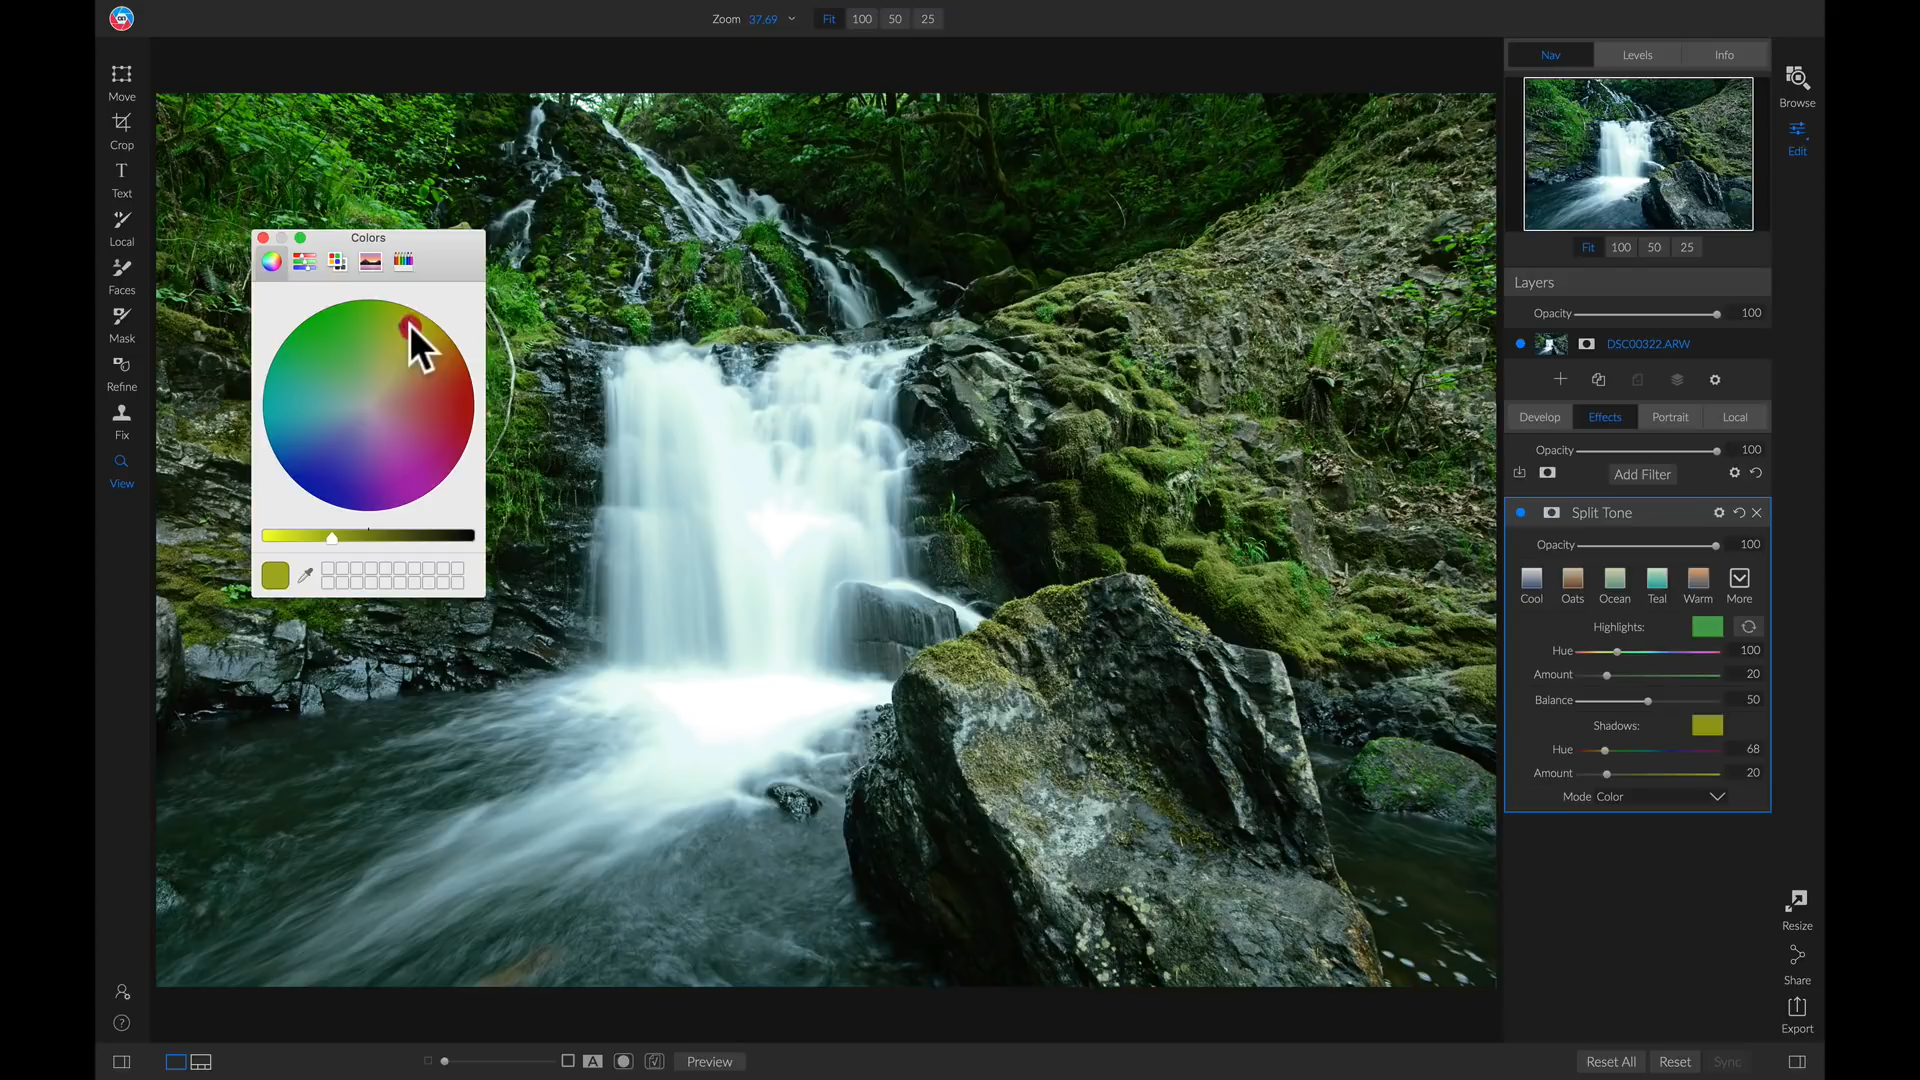 Zoom 37.69 Fit 100 50 25
Move
Crop
Text
Local
Faces
Mask
Refine
Fix
View
Colors
Nav Levels Info
Fit 100 50 25
Layers
Opacity 100
DSC00322.ARW
Develop Effects Portrait Local
Opacity 100
Add Filter
Split Tone
Opacity 100
Cool Oats Ocean Teal Warm More
Highlights:
Hue 100
Amount 20
Balance 50
Shadows:
Hue 68
Amount 20
Mode Color
Browse
Edit
Resize
Share
Export
A Preview
Reset All Reset Sync